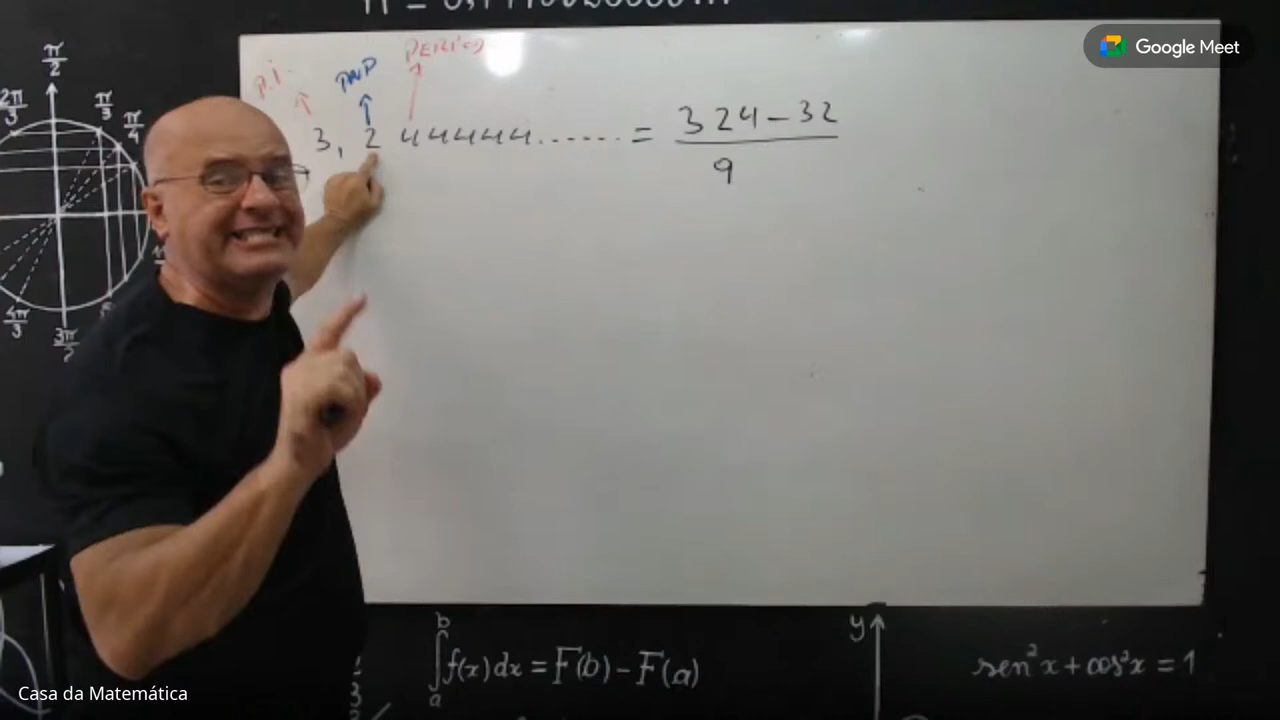 Google Meet
P.I. PNP PERÍODO
3, 2 44444....... = 324-32
9
π/2
2π/3 π/3
π/4
4π/3
3π/2
b
∫f(x)dx = F(b) - F(a)
a
y
sen²x + cos²x = 1
Casa da Matemática